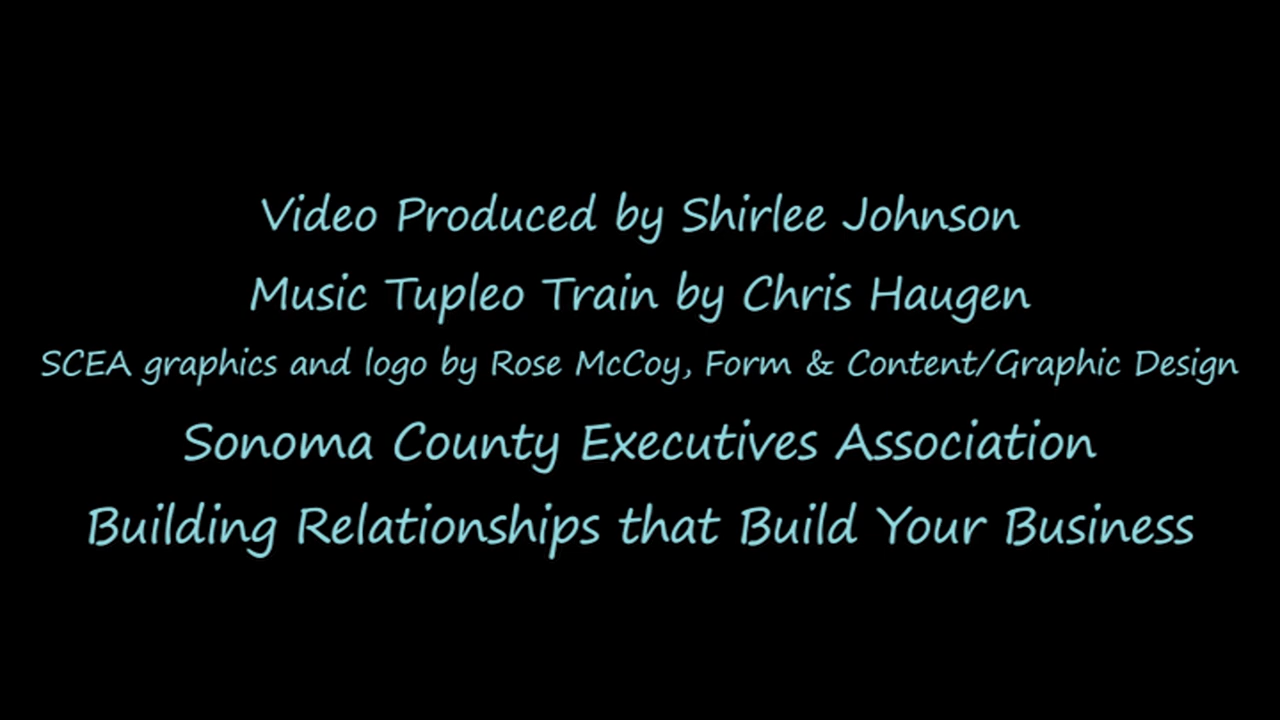 Video Produced by Shirlee Johnson
Music Tupleo Train by Chris Haugen
SCEA graphics and logo by Rose McCoy, Form & Content/Graphic Design
Sonoma County Executives Association
Building Relationships that Build Your Business